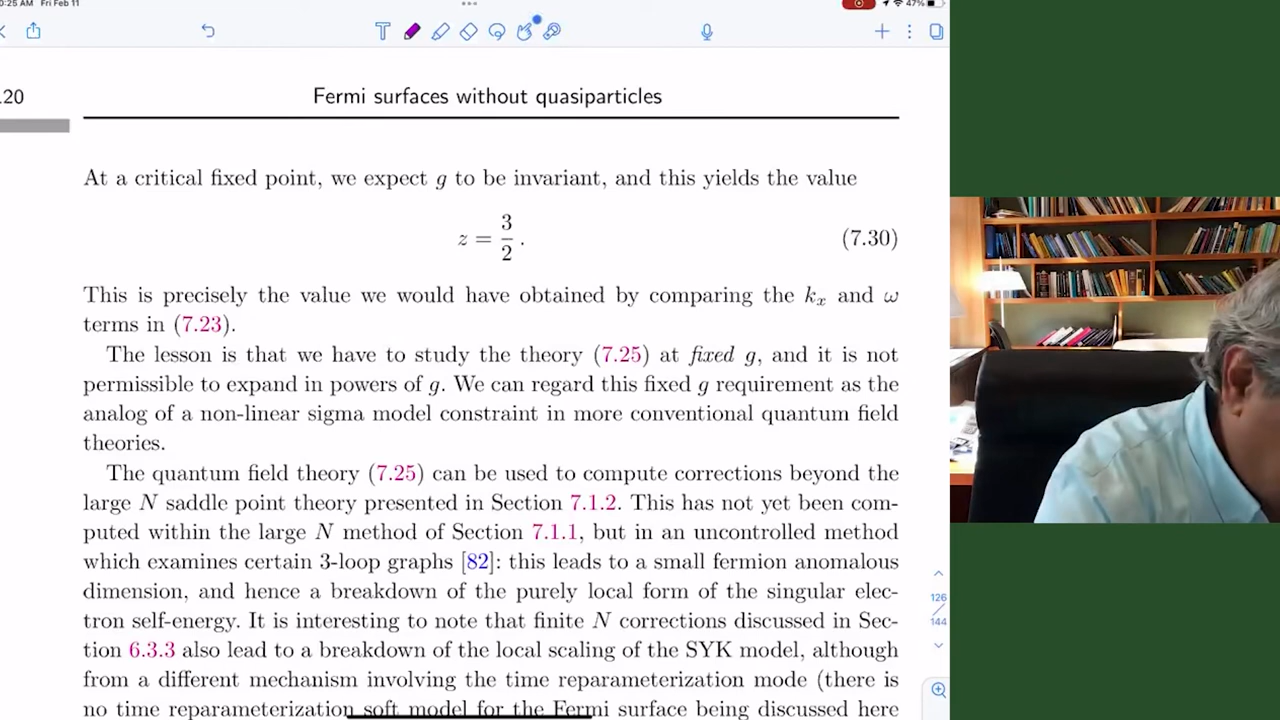 0:25 AM Fri Feb 11
47%
.20
Fermi surfaces without quasiparticles
At a critical fixed point, we expect g to be invariant, and this yields the value
z = 3/2 . (7.30)
This is precisely the value we would have obtained by comparing the kₓ and ω
terms in (7.23).
The lesson is that we have to study the theory (7.25) at fixed g, and it is not
permissible to expand in powers of g. We can regard this fixed g requirement as the
analog of a non-linear sigma model constraint in more conventional quantum field
theories.
The quantum field theory (7.25) can be used to compute corrections beyond the
large N saddle point theory presented in Section 7.1.2. This has not yet been com-
puted within the large N method of Section 7.1.1, but in an uncontrolled method
which examines certain 3-loop graphs [82]: this leads to a small fermion anomalous
dimension, and hence a breakdown of the purely local form of the singular elec-
tron self-energy. It is interesting to note that finite N corrections discussed in Sec-
tion 6.3.3 also lead to a breakdown of the local scaling of the SYK model, although
from a different mechanism involving the time reparameterization mode (there is
no time reparameterization soft model for the Fermi surface being discussed here
126
144